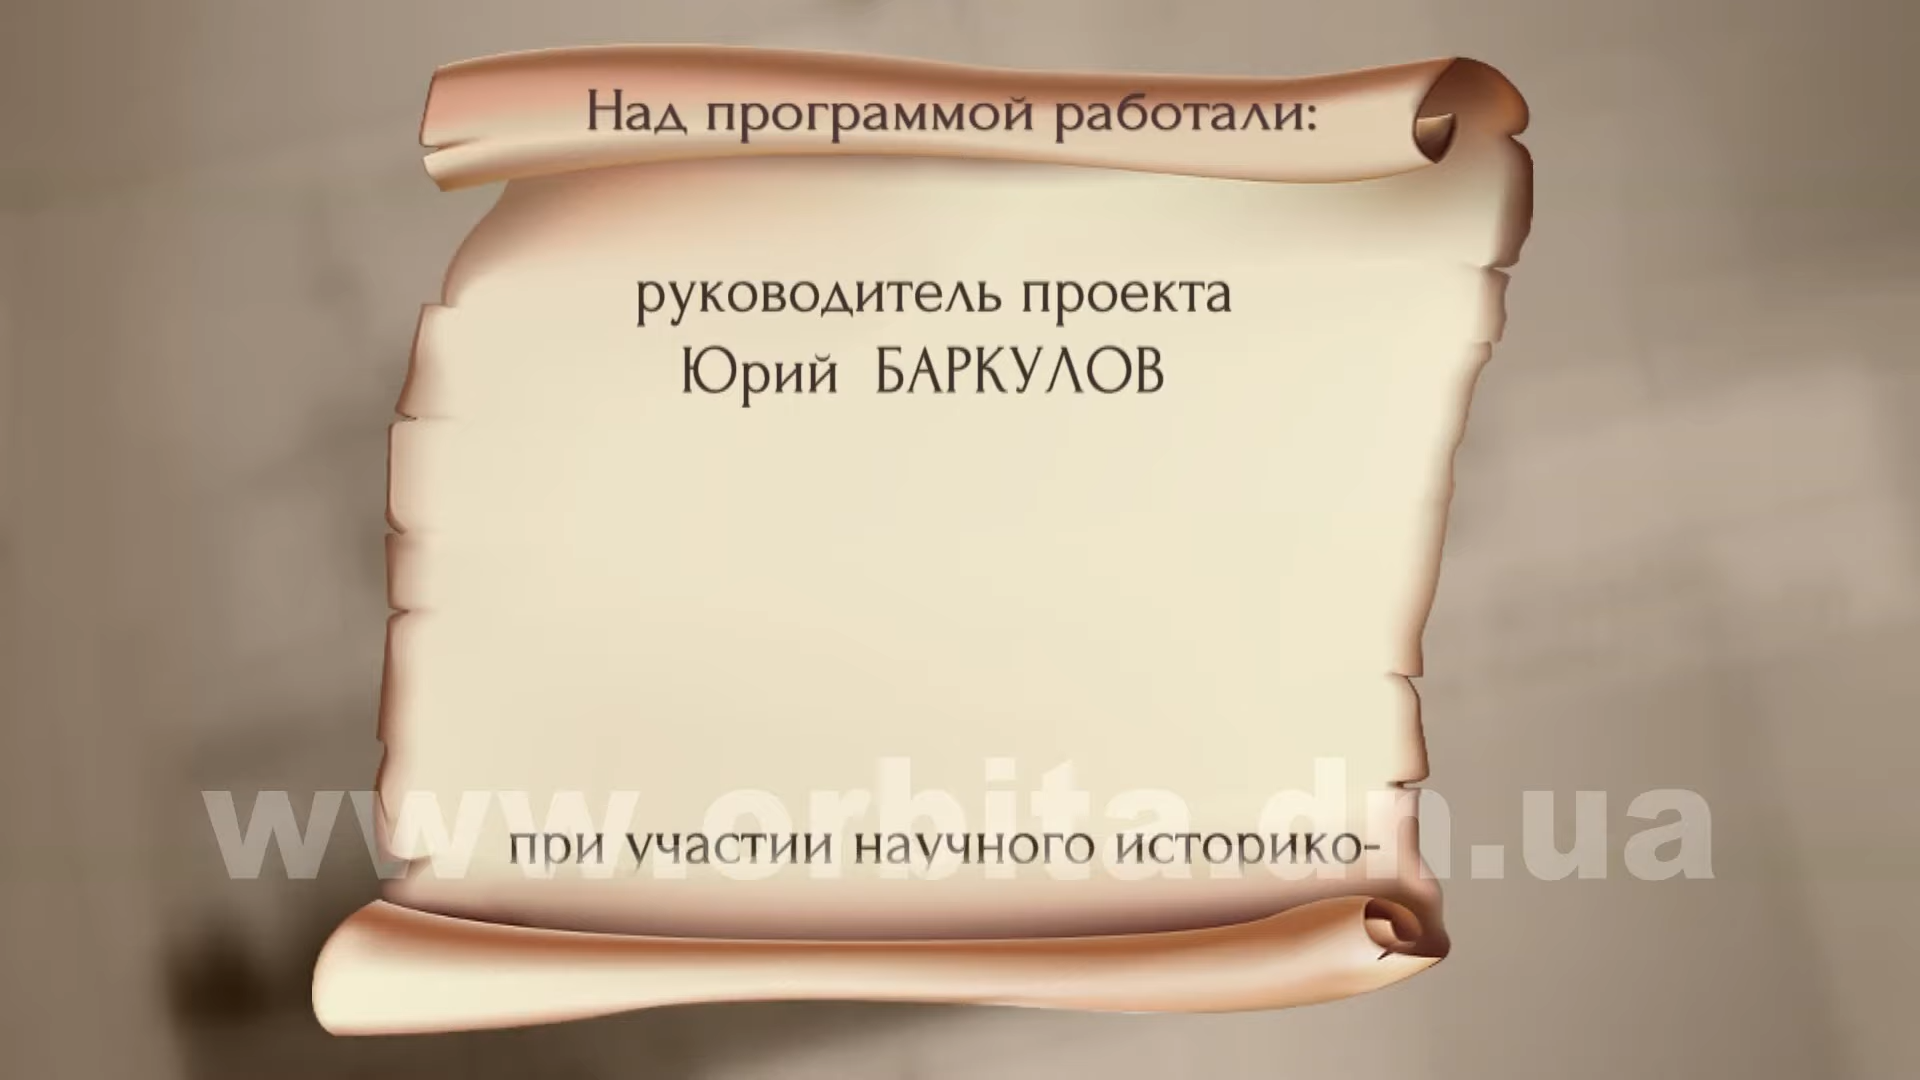 Над программой работали:
руководитель проекта
Юрий БАРКУЛОВ
www.orbita.dn.ua
при участии научного историко-